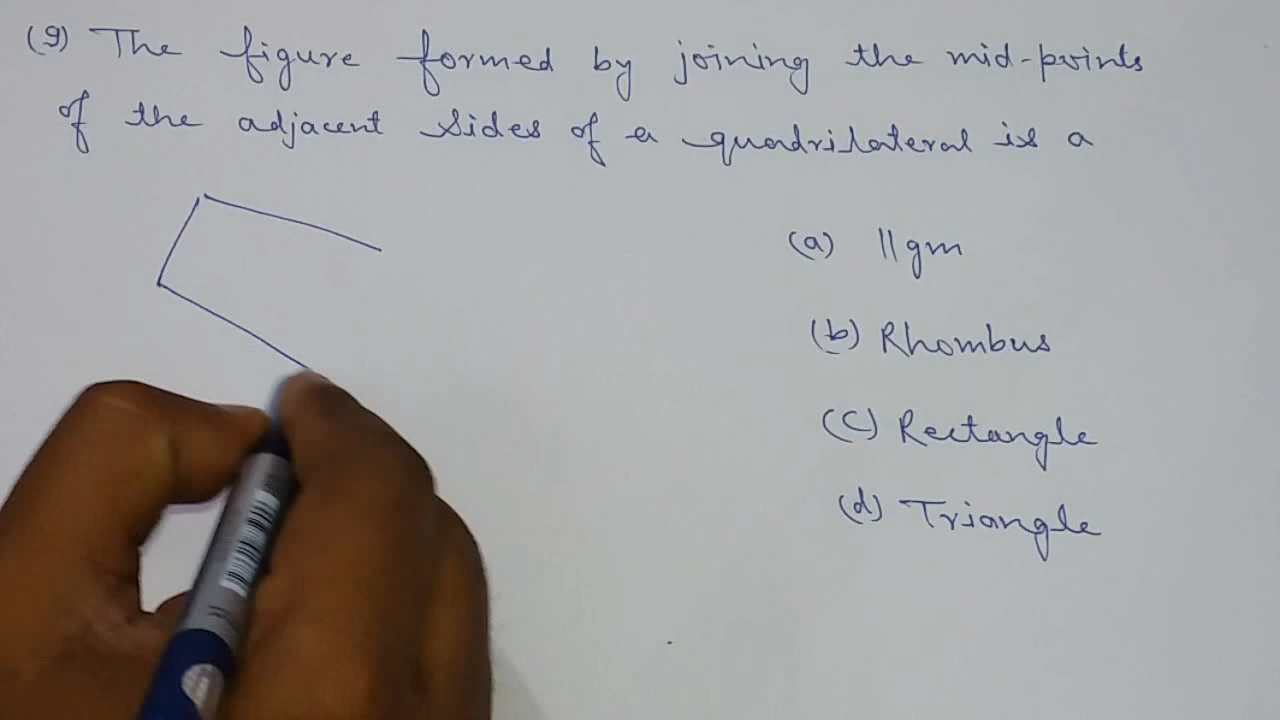 (9) The figure formed by joining the mid-points
of the adjacent sides of a quadrilateral is a
(a) ||gm
(b) Rhombus
(c) Rectangle
(d) Triangle